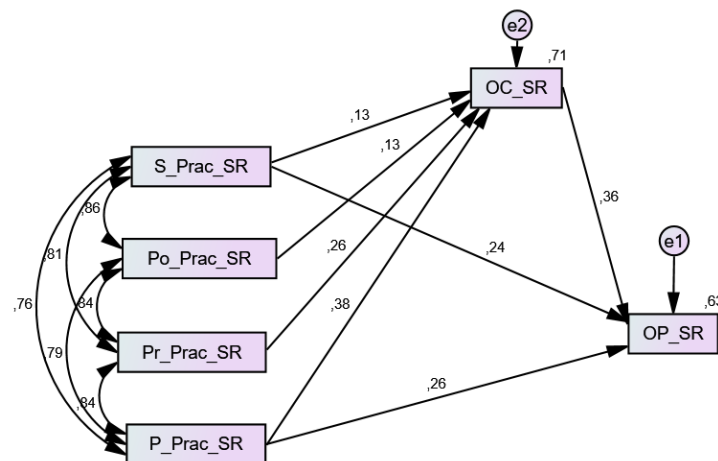 e2
,71
OC_SR
,13
S_Prac_SR
,13
,86
,36
e1
,81
,26
,24
Po_Prac_SR
,76
,84
,38
,63
OP_SR
,79
Pr_Prac_SR
,84
,26
P_Prac_SR